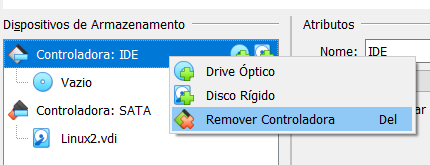 Dispositivos de Armazenamento
Atributos
Controladora: IDE
Nome: IDE
Drive Óptico
Vazio
Disco Rígido
Controladora: SATA
Remover Controladora Del
ar
Linux2.vdi